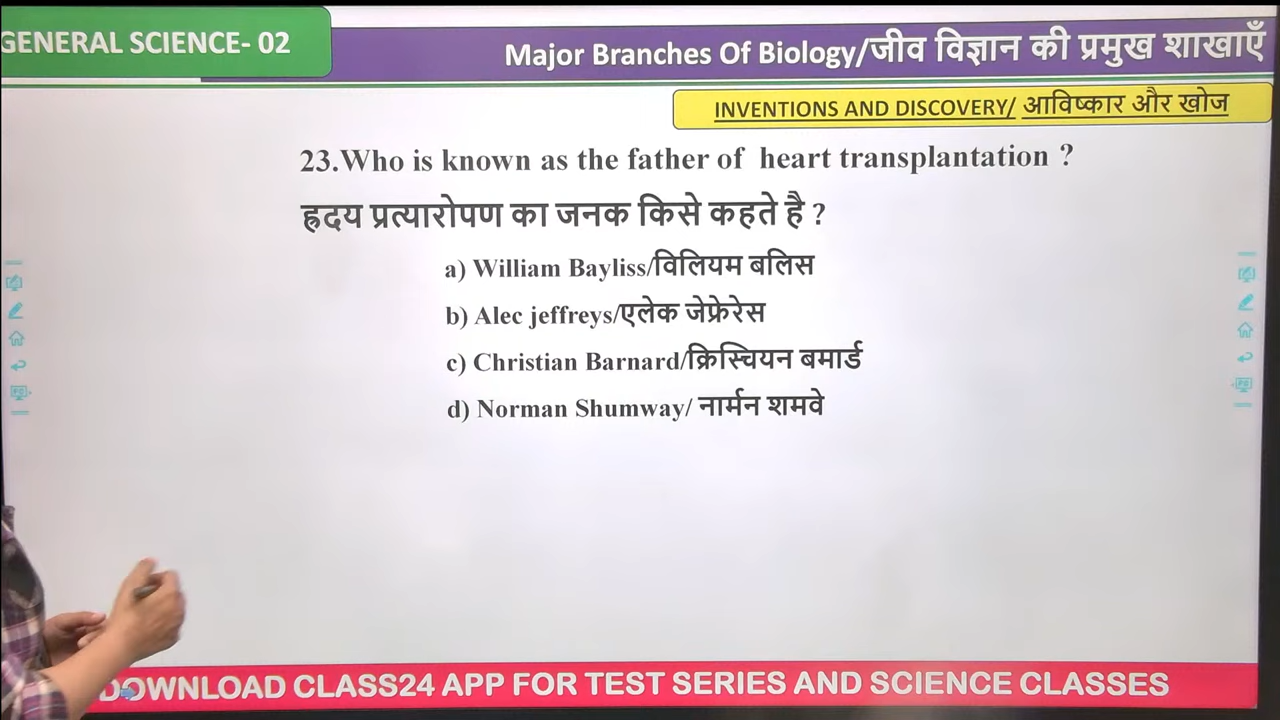 GENERAL SCIENCE- 02
Major Branches Of Biology/जीव विज्ञान की प्रमुख शाखाएँ
INVENTIONS AND DISCOVERY/ आविष्कार और खोज
23.Who is known as the father of heart transplantation ?
ह्रदय प्रत्यारोपण का जनक किसे कहते है ?
a) William Bayliss/विलियम बलिस
b) Alec jeffreys/एलेक जेफ्रेरेस
c) Christian Barnard/क्रिस्चियन बमार्ड
d) Norman Shumway/ नार्मन शमवे
DOWNLOAD CLASS24 APP FOR TEST SERIES AND SCIENCE CLASSES